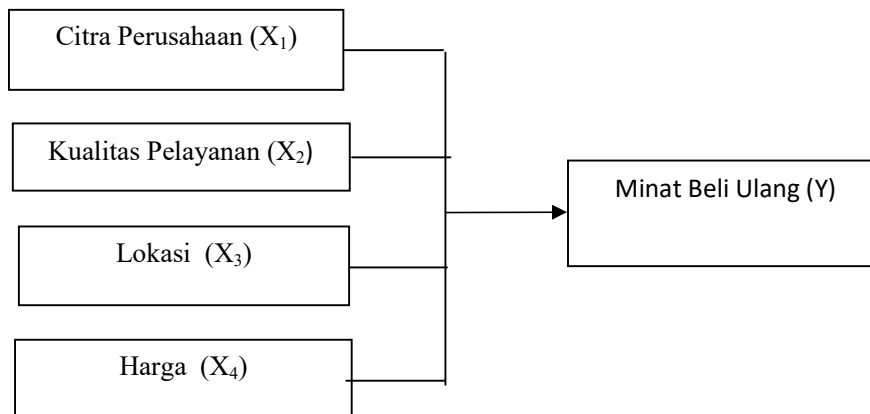 Citra Perusahaan (X₁)
Kualitas Pelayanan (X₂)
Minat Beli Ulang (Y)
Lokasi (X₃)
Harga (X₄)